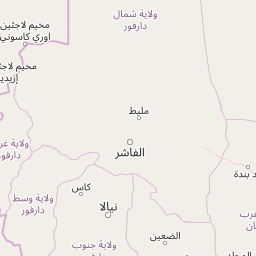 ولاية شمال
دارفور
مخيم لاجئين
اوري كاسوني
مخيم
مليط
الفاشر
دارفور
بندة
ولاية وسط
دارفور
كاس
نيالا
الضعين
ولاية جنوب